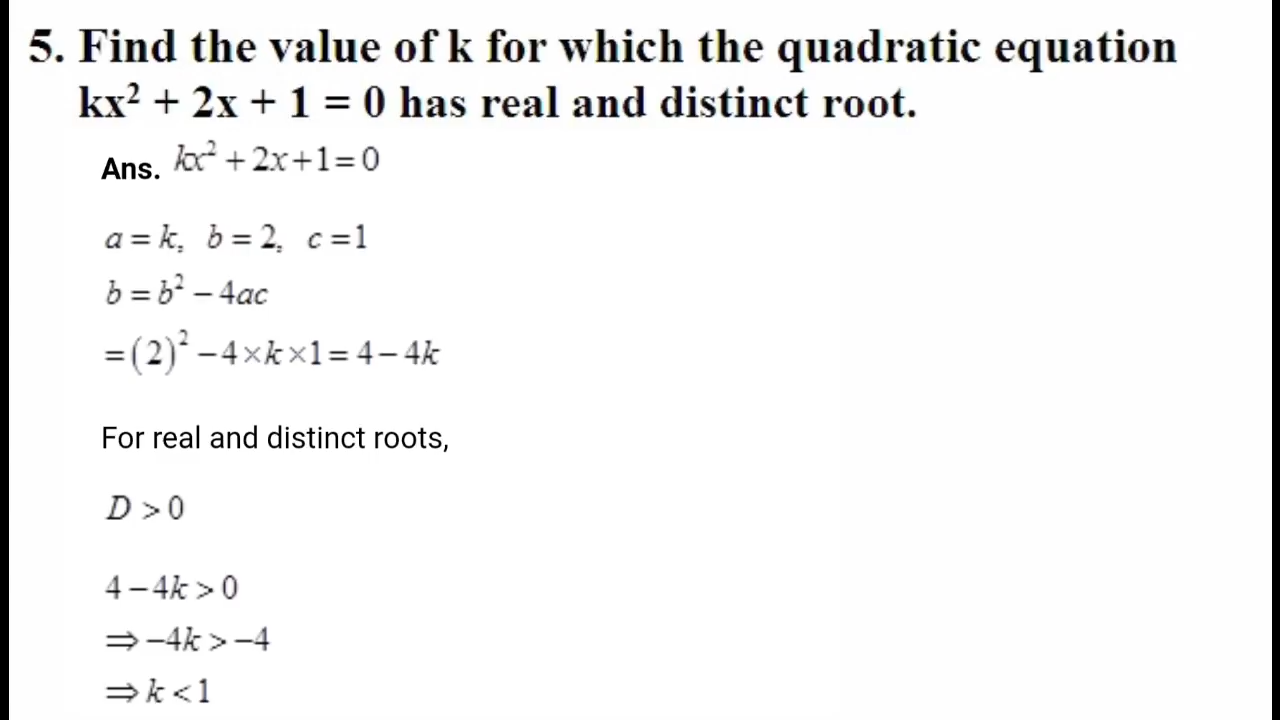 5. Find the value of k for which the quadratic equation
kx² + 2x + 1 = 0 has real and distinct root.
Ans. kx² + 2x + 1 = 0
a = k, b = 2, c = 1
b = b² − 4ac
= (2)² − 4 × k × 1 = 4 − 4k
For real and distinct roots,
D > 0
4 − 4k > 0
⇒ −4k > −4
⇒ k < 1